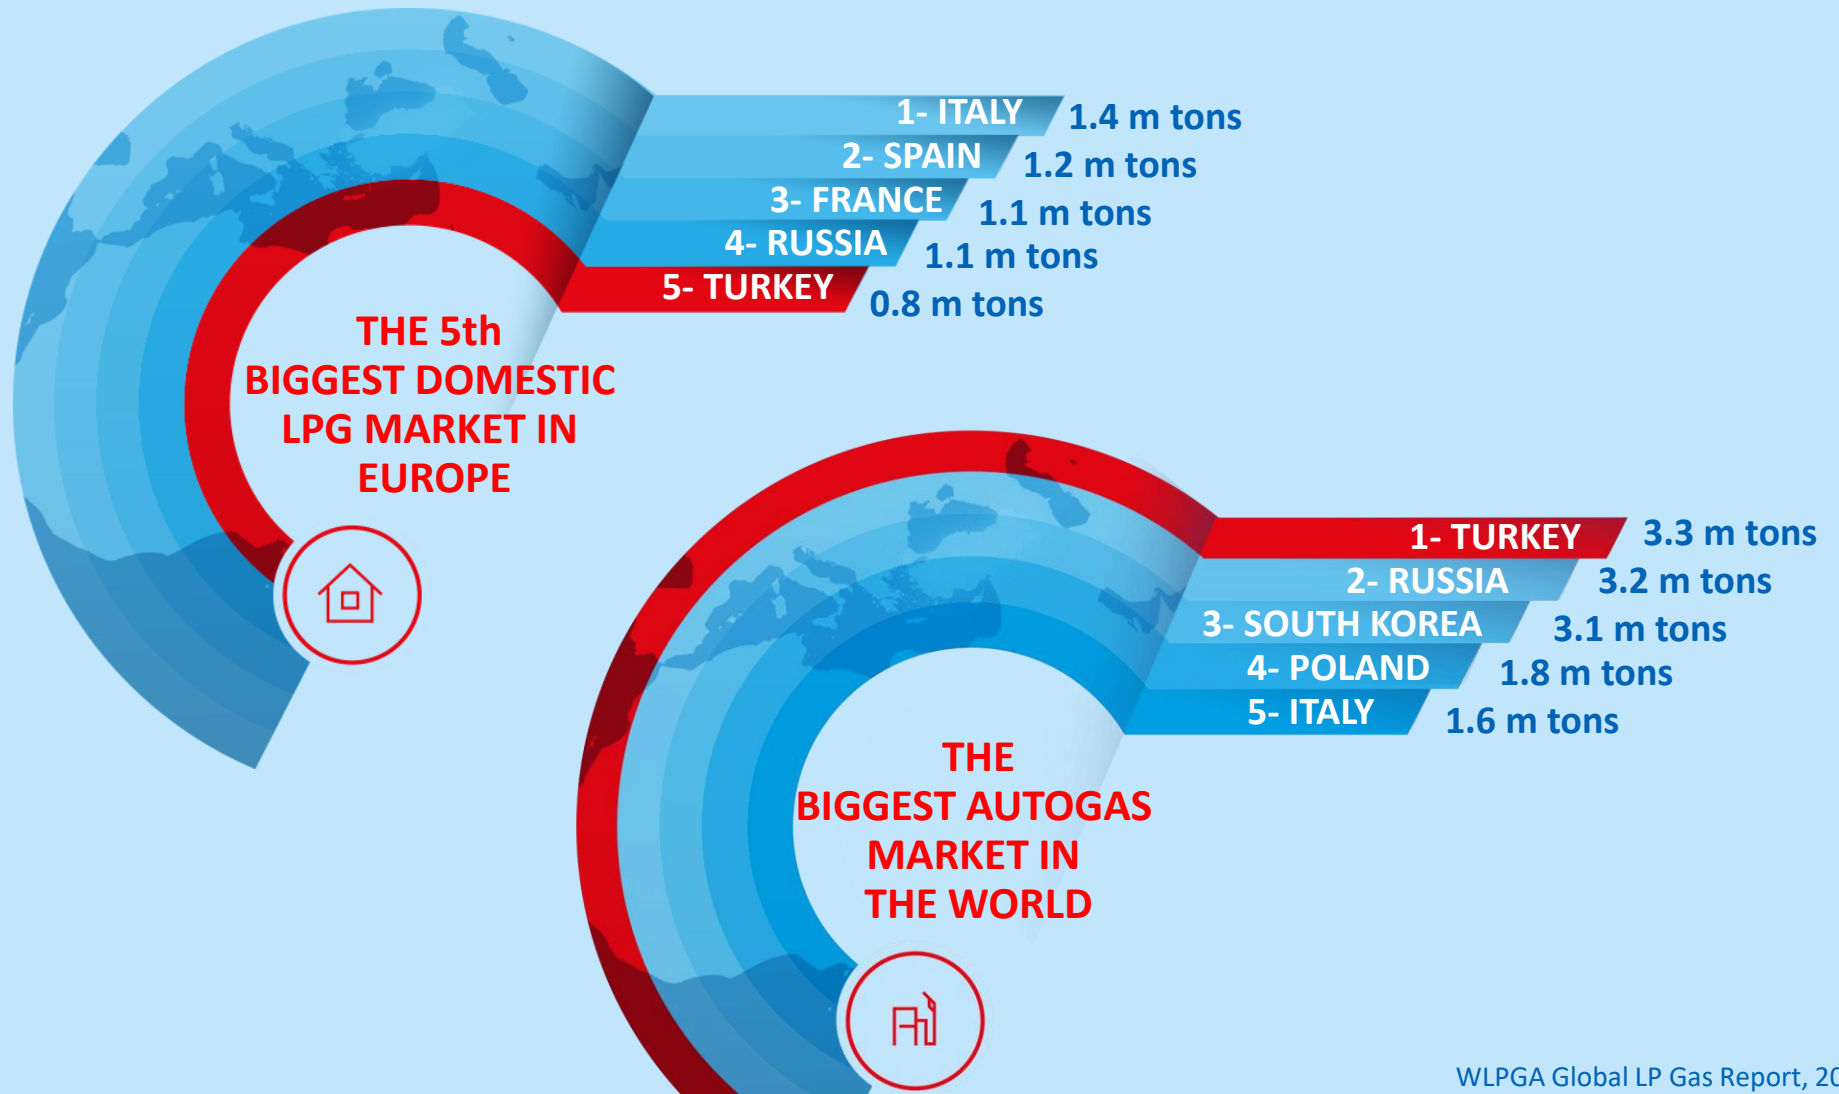 1- ITALY 1.4 m tons
2- SPAIN 1.2 m tons
3- FRANCE 1.1 m tons
4- RUSSIA 1.1 m tons
5- TURKEY 0.8 m tons
THE 5th
BIGGEST DOMESTIC
LPG MARKET IN
EUROPE
1- TURKEY 3.3 m tons
2- RUSSIA 3.2 m tons
3- SOUTH KOREA 3.1 m tons
4- POLAND 1.8 m tons
5- ITALY 1.6 m tons
THE
BIGGEST AUTOGAS
MARKET IN
THE WORLD
WLPGA Global LP Gas Report,